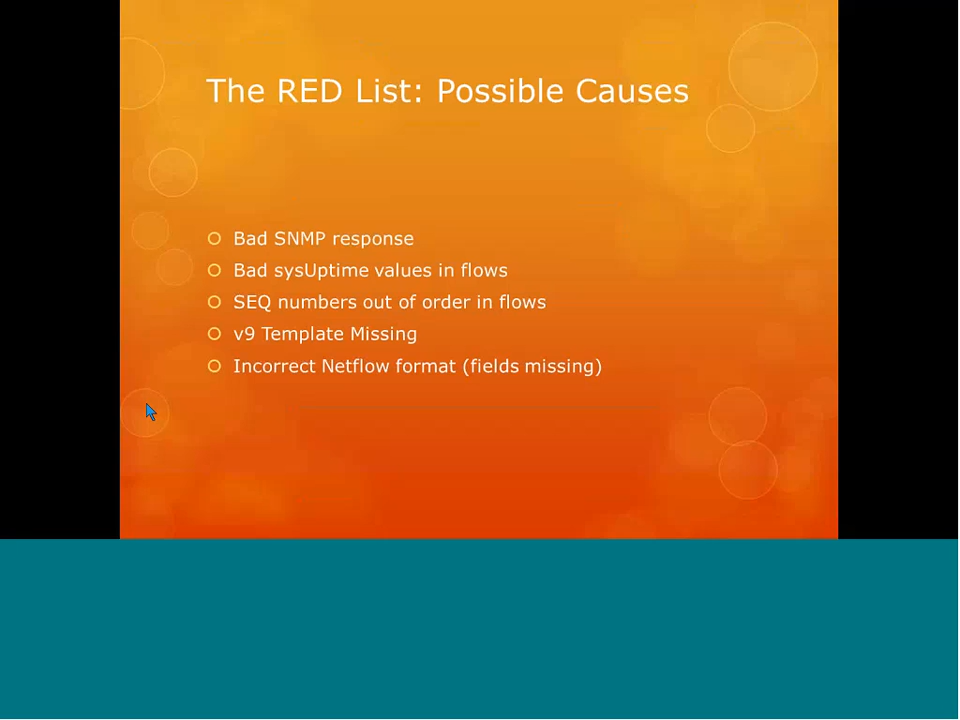 The RED List: Possible Causes
Bad SNMP response
Bad sysUptime values in flows
SEQ numbers out of order in flows
v9 Template Missing
Incorrect Netflow format (fields missing)